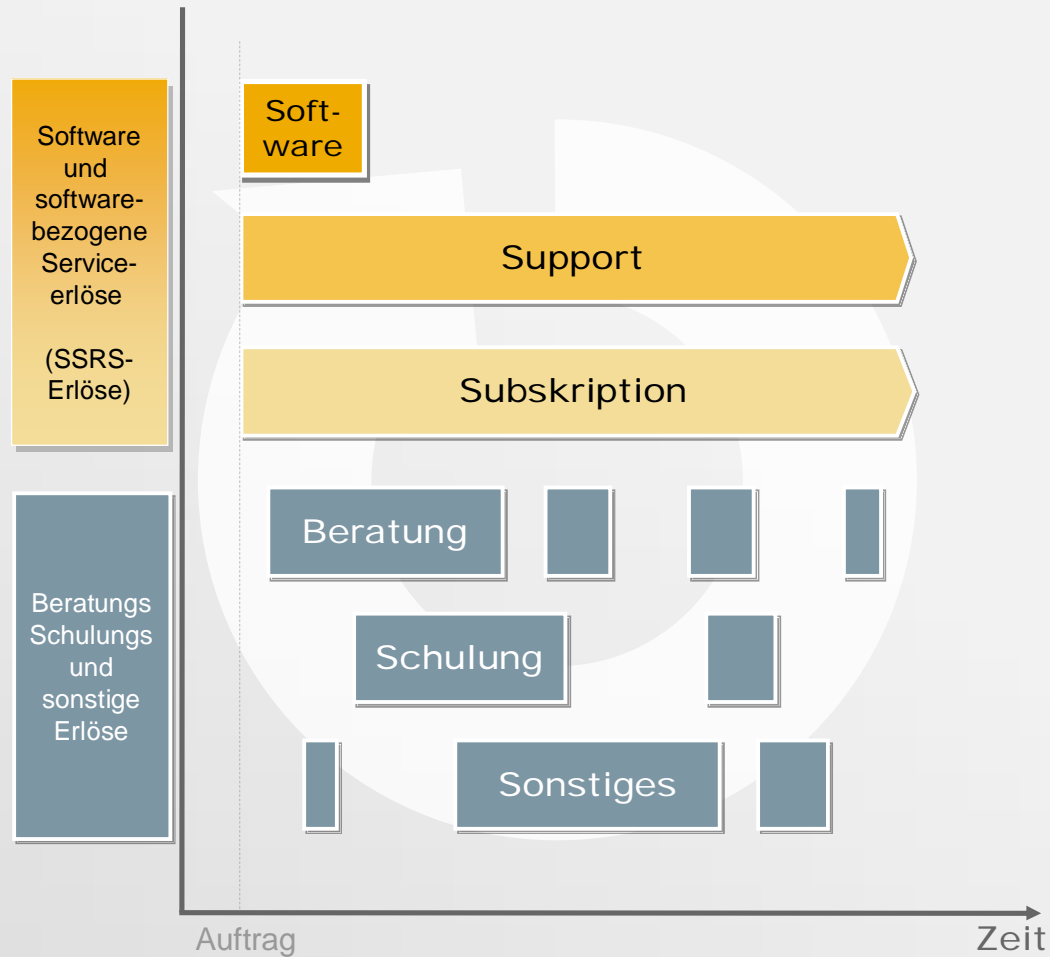 Software
und
software-
bezogene
Service-
erlöse
(SSRS-
Erlöse)
Soft-
ware
Support
Subskription
Beratungs
Schulungs
und
sonstige
Erlöse
Beratung
Schulung
Sonstiges
Auftrag
Zeit